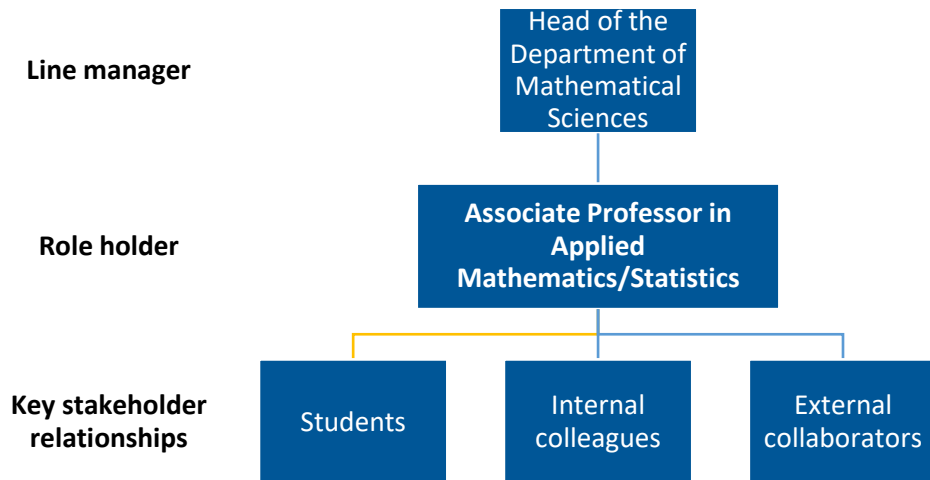 Line manager
Head of the
Department of
Mathematical
Sciences
Role holder
Associate Professor in
Applied
Mathematics/Statistics
Key stakeholder
relationships
Students
Internal
colleagues
External
collaborators